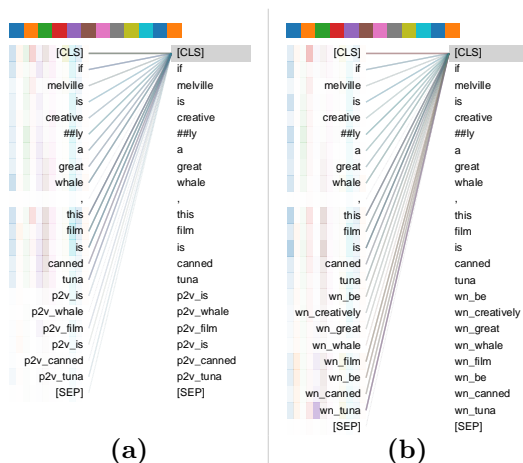 [CLS] [CLS]
if if
melville melville
is is
creative creative
##ly ##ly
a a
great great
whale whale
, ,
this this
film film
is is
canned canned
tuna tuna
p2v_is p2v_is
p2v_whale p2v_whale
p2v_film p2v_film
p2v_is p2v_is
p2v_canned p2v_canned
p2v_tuna p2v_tuna
[SEP] [SEP]
(a)
[CLS] [CLS]
if if
melville melville
is is
creative creative
##ly ##ly
a a
great great
whale whale
, ,
this this
film film
is is
canned canned
tuna tuna
wn_be wn_be
wn_creatively wn_creatively
wn_great wn_great
wn_whale wn_whale
wn_film wn_film
wn_be wn_be
wn_canned wn_canned
wn_tuna wn_tuna
[SEP] [SEP]
(b)